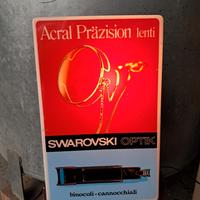 Acral Präzision lenti
SWAROVSKI OPTIK
binocoli - cannocchiali